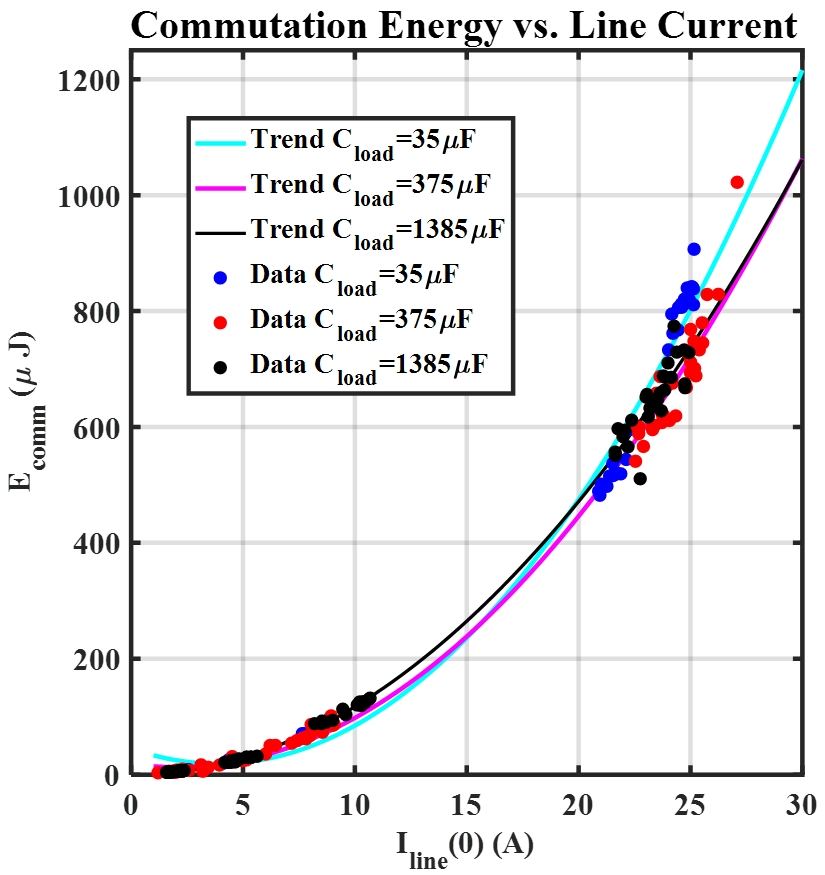 Commutation Energy vs. Line Current
1200
1000
800
600
400
200
0
E_comm (μ J)
Trend C_load=35μF
Trend C_load=375μF
Trend C_load=1385μF
Data C_load=35μF
Data C_load=375μF
Data C_load=1385μF
0 5 10 15 20 25 30
I_line(0) (A)